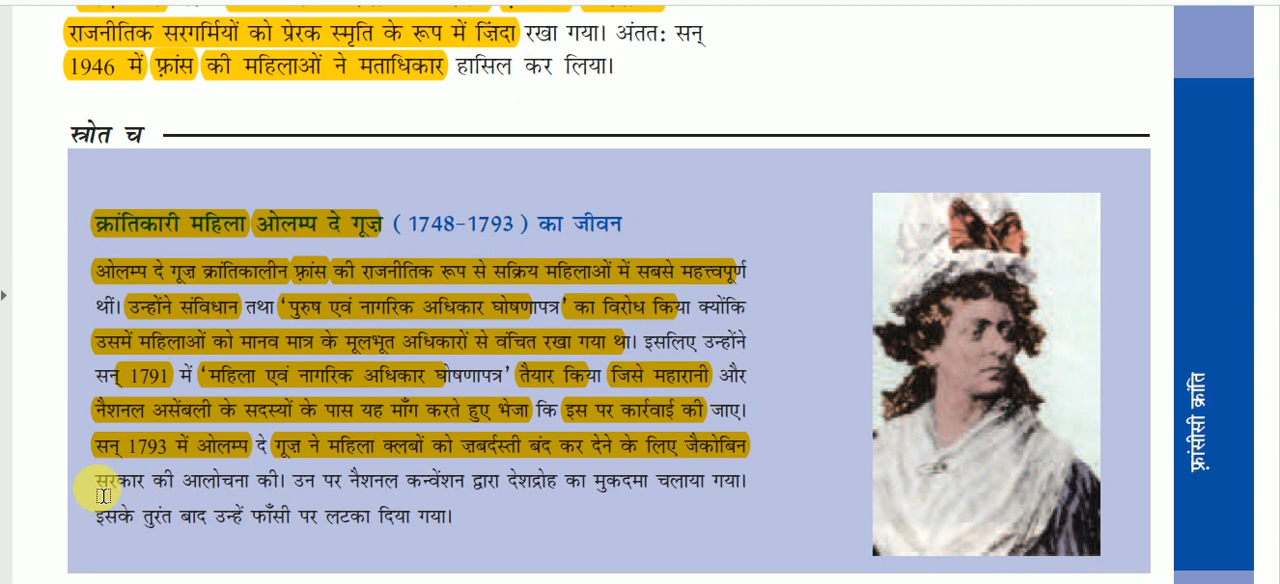 राजनीतिक सरगर्मियों को प्रेरक स्मृति के रूप में ज़िंदा रखा गया। अंतत: सन्
1946 में फ़्रांस की महिलाओं ने मताधिकार हासिल कर लिया।
स्त्रोत च
क्रांतिकारी महिला ओलम्प दे गूज़ (1748-1793) का जीवन
ओलम्प दे गूज़ क्रांतिकालीन फ़्रांस की राजनीतिक रूप से सक्रिय महिलाओं में सबसे महत्त्वपूर्ण
थीं। उन्होंने संविधान तथा ‘पुरुष एवं नागरिक अधिकार घोषणापत्र’ का विरोध किया क्योंकि
उसमें महिलाओं को मानव मात्र के मूलभूत अधिकारों से वंचित रखा गया था। इसलिए उन्होंने
सन् 1791 में ‘महिला एवं नागरिक अधिकार घोषणापत्र’ तैयार किया जिसे महारानी और
नैशनल असेंबली के सदस्यों के पास यह माँग करते हुए भेजा कि इस पर कार्रवाई की जाए।
सन् 1793 में ओलम्प दे गूज़ ने महिला क्लबों को ज़बर्दस्ती बंद कर देने के लिए जैकोबिन
सरकार की आलोचना की। उन पर नैशनल कन्वेंशन द्वारा देशद्रोह का मुकदमा चलाया गया।
इसके तुरंत बाद उन्हें फाँसी पर लटका दिया गया।
फ़्रांसीसी क्रांति